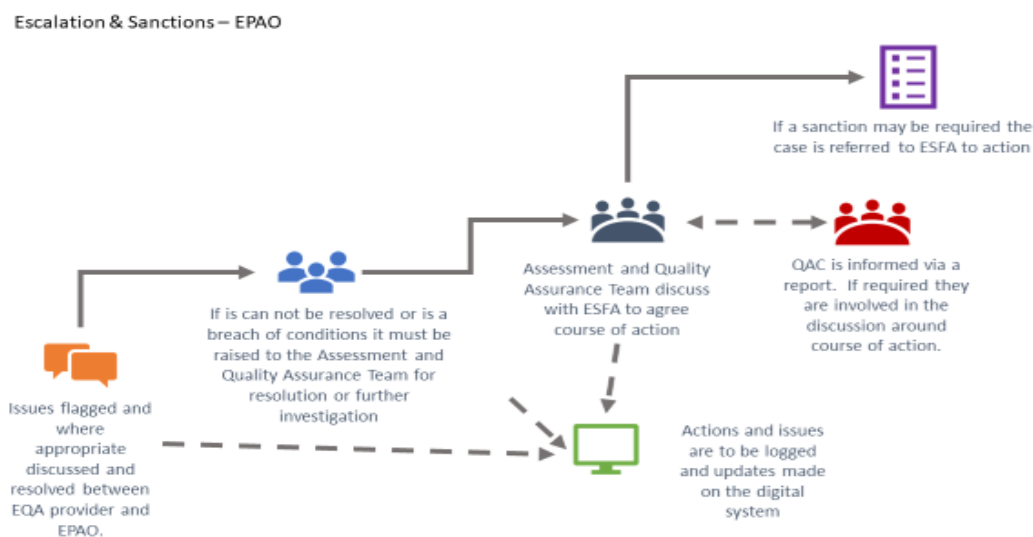 Escalation & Sanctions – EPAO
If a sanction may be required the
case is referred to ESFA to action
Assessment and Quality
Assurance Team discuss
with ESFA to agree
course of action
QAC is informed via a
report. If required they
are involved in the
discussion around
course of action.
If is can not be resolved or is a
breach of conditions it must be
raised to the Assessment and
Quality Assurance Team for
resolution or further
investigation
Issues flagged and
where
appropriate
discussed and
resolved between
EQA provider and
EPAO.
Actions and issues
are to be logged
and updates made
on the digital
system